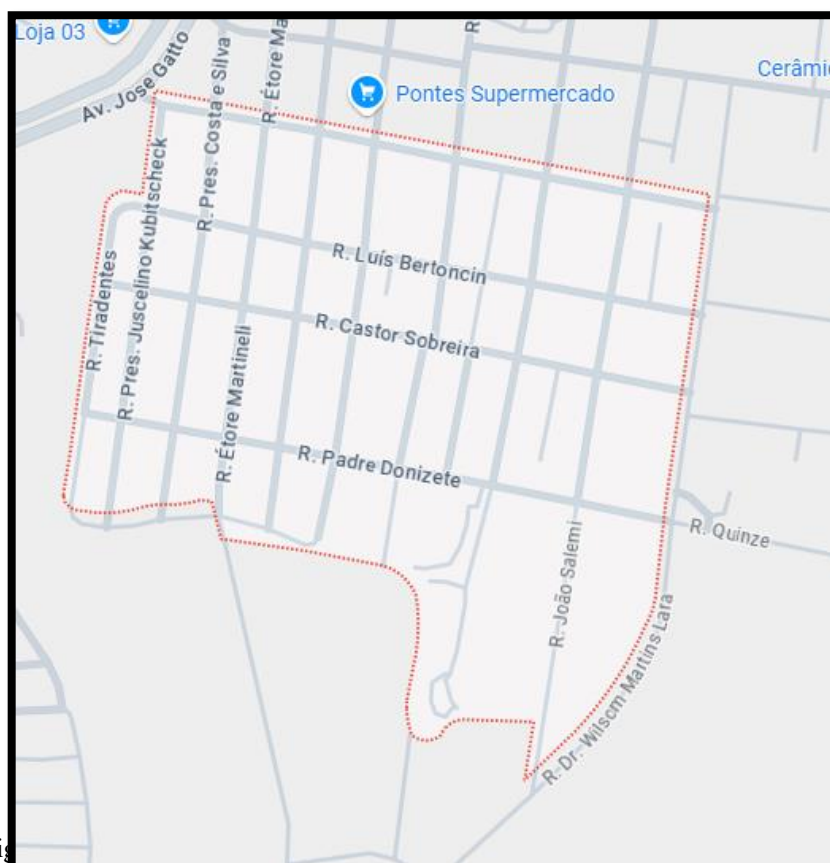 Loja 03
Av. Jose Gatto
R. Pres. Costa e Silva
R. Étore Ma
R
Pontes Supermercado
Cerâmi
R. Pres. Juscelino Kubitscheck
R. Tiradentes
R. Luís Bertoncin
R. Castor Sobreira
R. Étore Martineli
R. Padre Donizete
R. Quinze
R. João Salemi
R. Dr. Wilsom Martins Lara